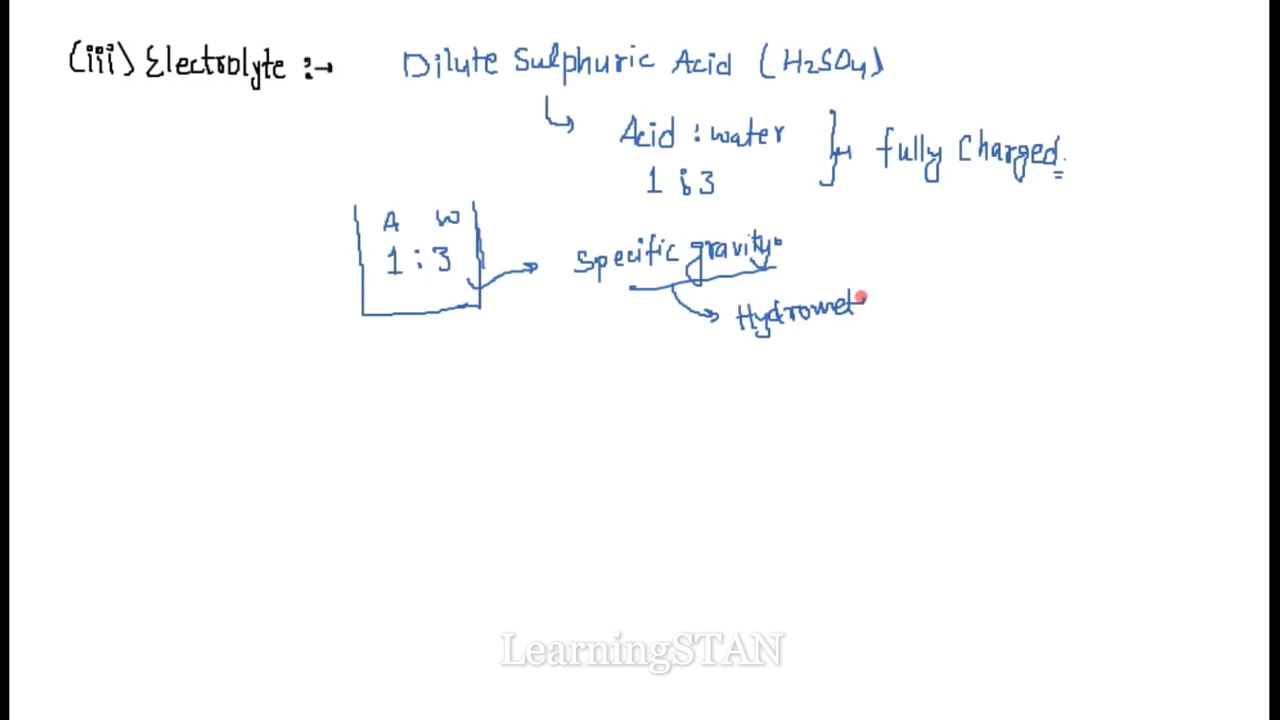 (iii) Electrolyte :→ Dilute Sulphuric Acid (H2SO4)
Acid : water } fully Charged.
1 : 3
A W
1 : 3 → Specific gravity.
Hydromet
LearningSTAN